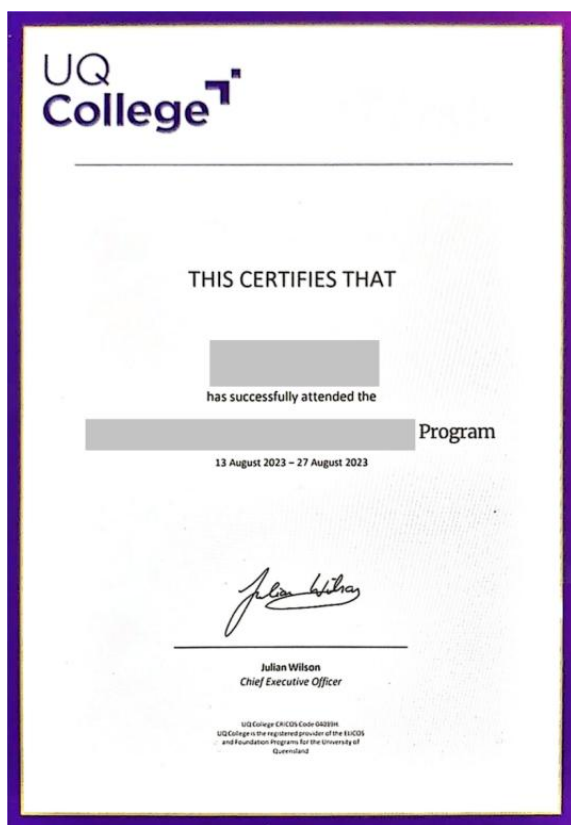 UQ
College
THIS CERTIFIES THAT
has successfully attended the
Program
13 August 2023 – 27 August 2023
Julian Wilson
Julian Wilson
Chief Executive Officer
UQ College CRICOS Code 04039H
UQ College is the registered provider of the ELICOS
and Foundation Programs for the University of
Queensland